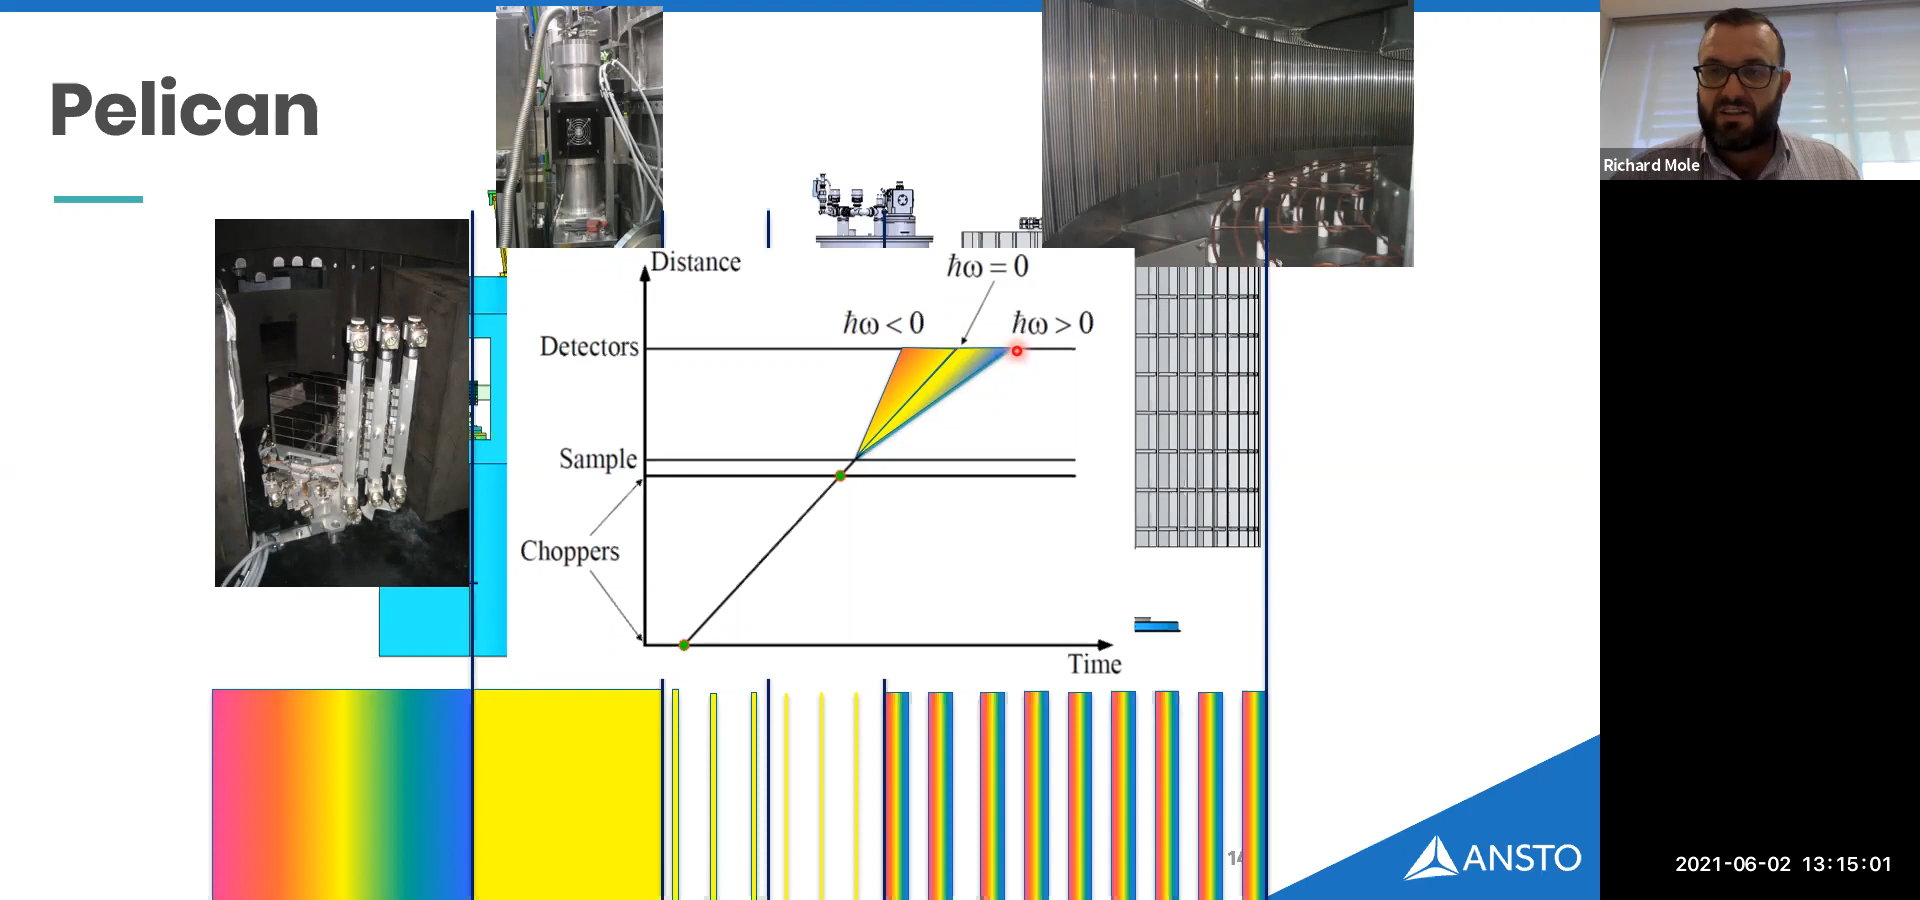 Pelican
Richard Mole
Distance
ħω = 0
ħω < 0
ħω > 0
Detectors
Sample
Choppers
Time
14
ANSTO
2021-06-02 13:15:01